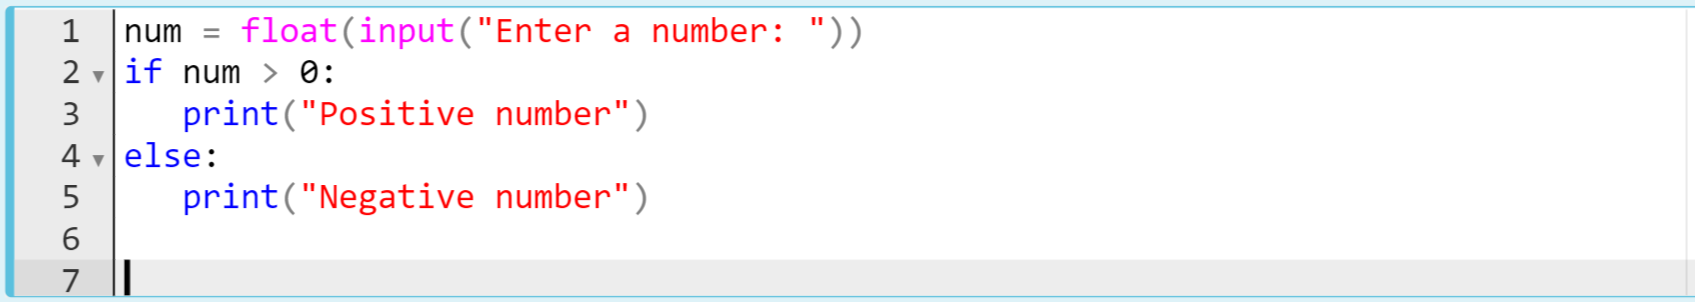 1 num = float(input("Enter a number: "))
2 if num > 0:
3    print("Positive number")
4 else:
5    print("Negative number")
6
7